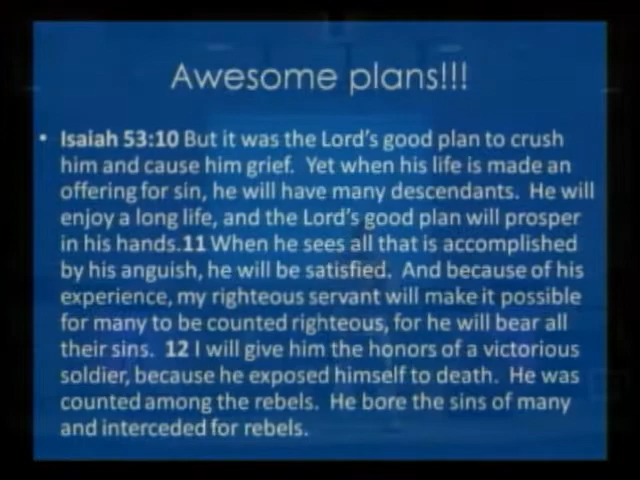 Awesome plans!!!
• Isaiah 53:10 But it was the Lord's good plan to crush
him and cause him grief. Yet when his life is made an
offering for sin, he will have many descendants. He will
enjoy a long life, and the Lord's good plan will prosper
in his hands.11 When he sees all that is accomplished
by his anguish, he will be satisfied. And because of his
experience, my righteous servant will make it possible
for many to be counted righteous, for he will bear all
their sins. 12 I will give him the honors of a victorious
soldier, because he exposed himself to death. He was
counted among the rebels. He bore the sins of many
and interceded for rebels.